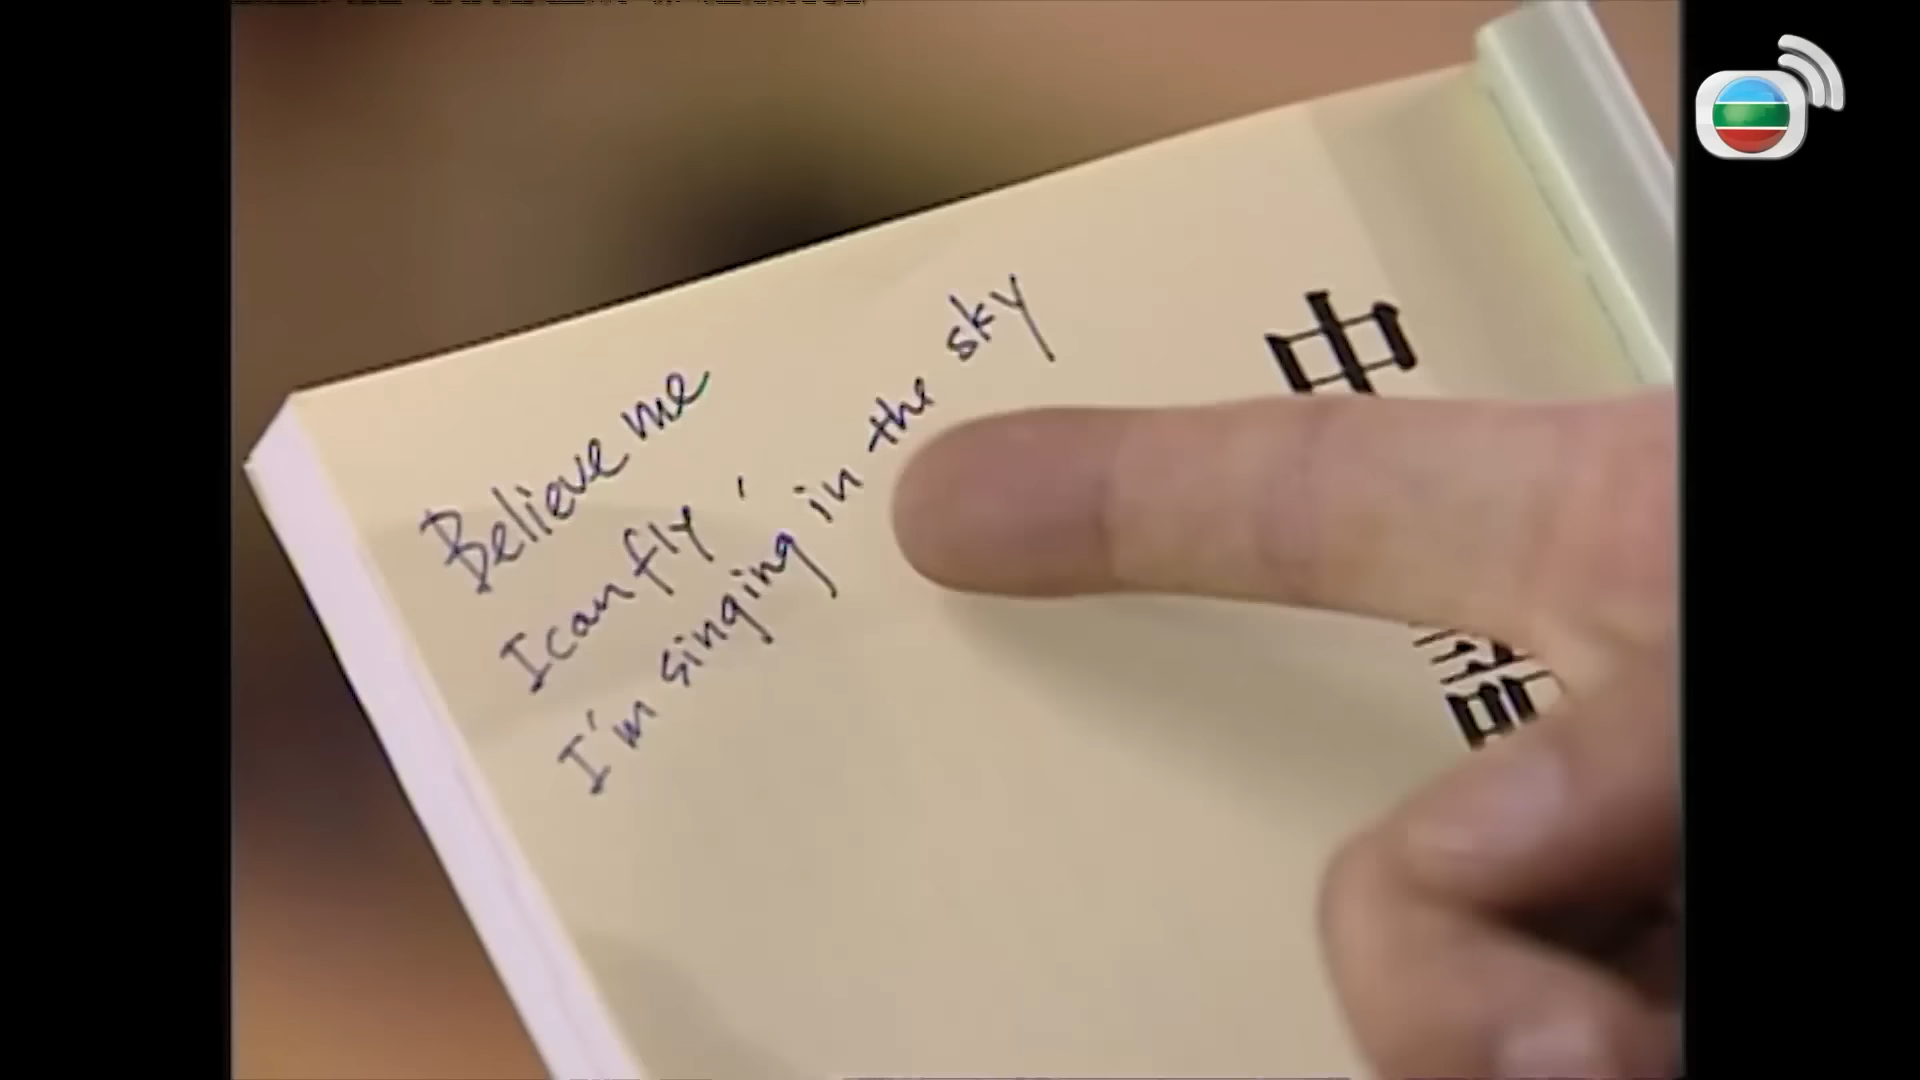 Believe me
I can fly '
I'm singing in the sky
中